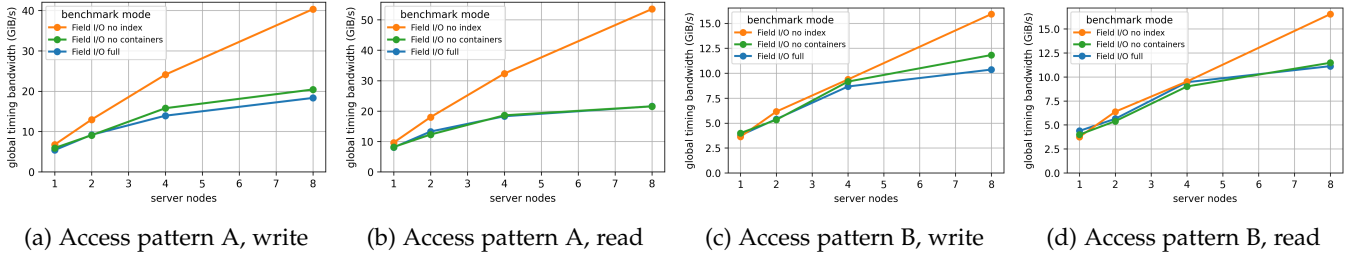 global timing bandwidth (GiB/s)
40
30
20
10
0
benchmark mode
Field I/O no index
Field I/O no containers
Field I/O full
1 2 3 4 5 6 7 8
server nodes
(a) Access pattern A, write
global timing bandwidth (GiB/s)
50
40
30
20
10
0
benchmark mode
Field I/O no index
Field I/O no containers
Field I/O full
1 2 3 4 5 6 7 8
server nodes
(b) Access pattern A, read
global timing bandwidth (GiB/s)
15.0
12.5
10.0
7.5
5.0
2.5
0.0
benchmark mode
Field I/O no index
Field I/O no containers
Field I/O full
1 2 3 4 5 6 7 8
server nodes
(c) Access pattern B, write
global timing bandwidth (GiB/s)
15.0
12.5
10.0
7.5
5.0
2.5
0.0
benchmark mode
Field I/O no index
Field I/O no containers
Field I/O full
1 2 3 4 5 6 7 8
server nodes
(d) Access pattern B, read